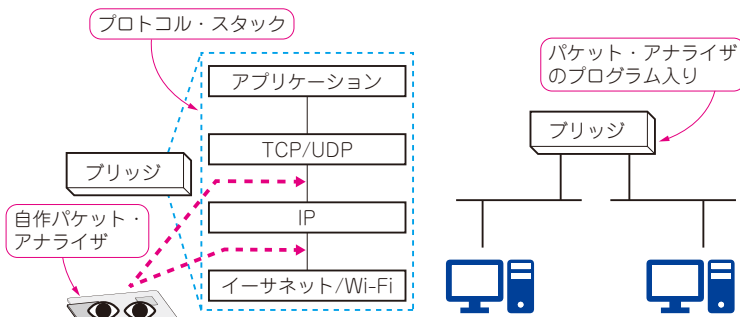 プロトコル・スタック
アプリケーション
TCP/UDP
IP
イーサネット/Wi-Fi
ブリッジ
自作パケット・
アナライザ
パケット・アナライザ
のプログラム入り
ブリッジ